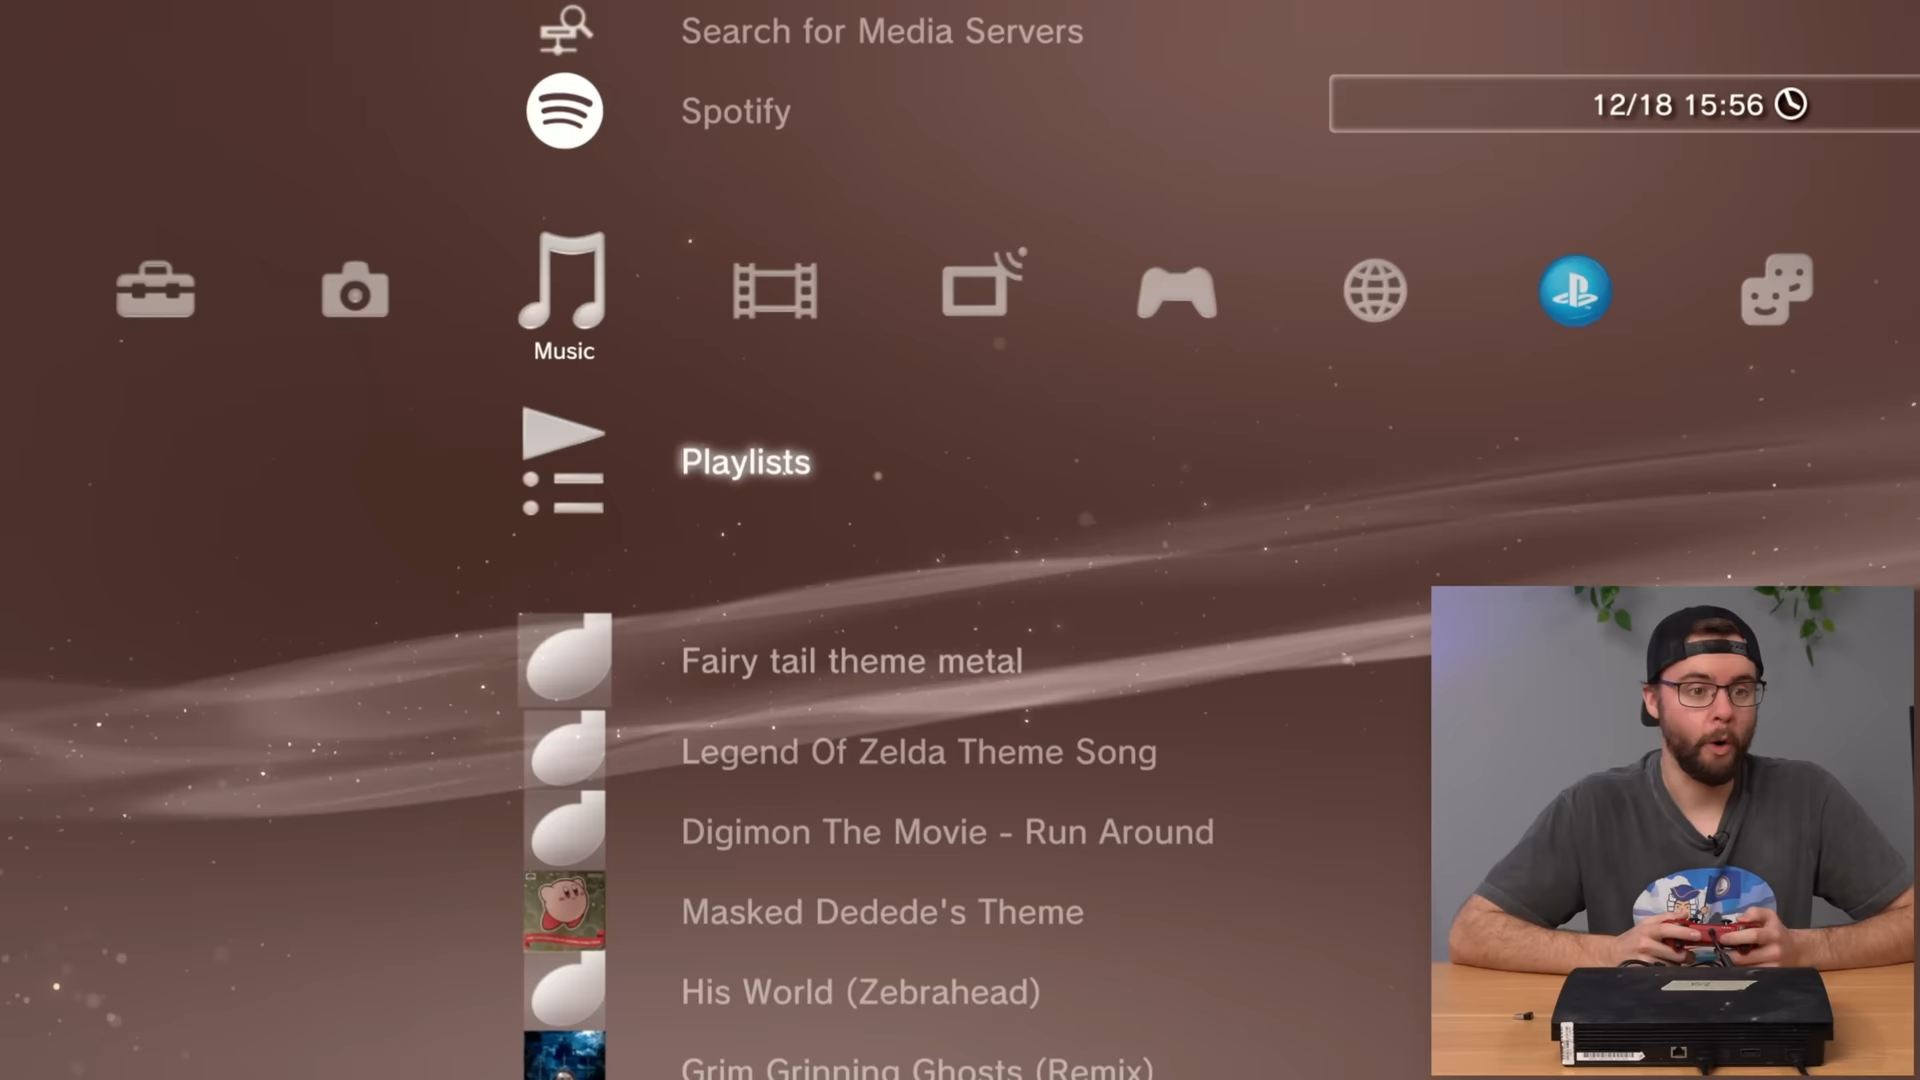 Search for Media Servers
Spotify
12/18 15:56
Music
Playlists
Fairy tail theme metal
Legend Of Zelda Theme Song
Digimon The Movie - Run Around
Masked Dedede's Theme
His World (Zebrahead)
Grim Grinning Ghosts (Remix)